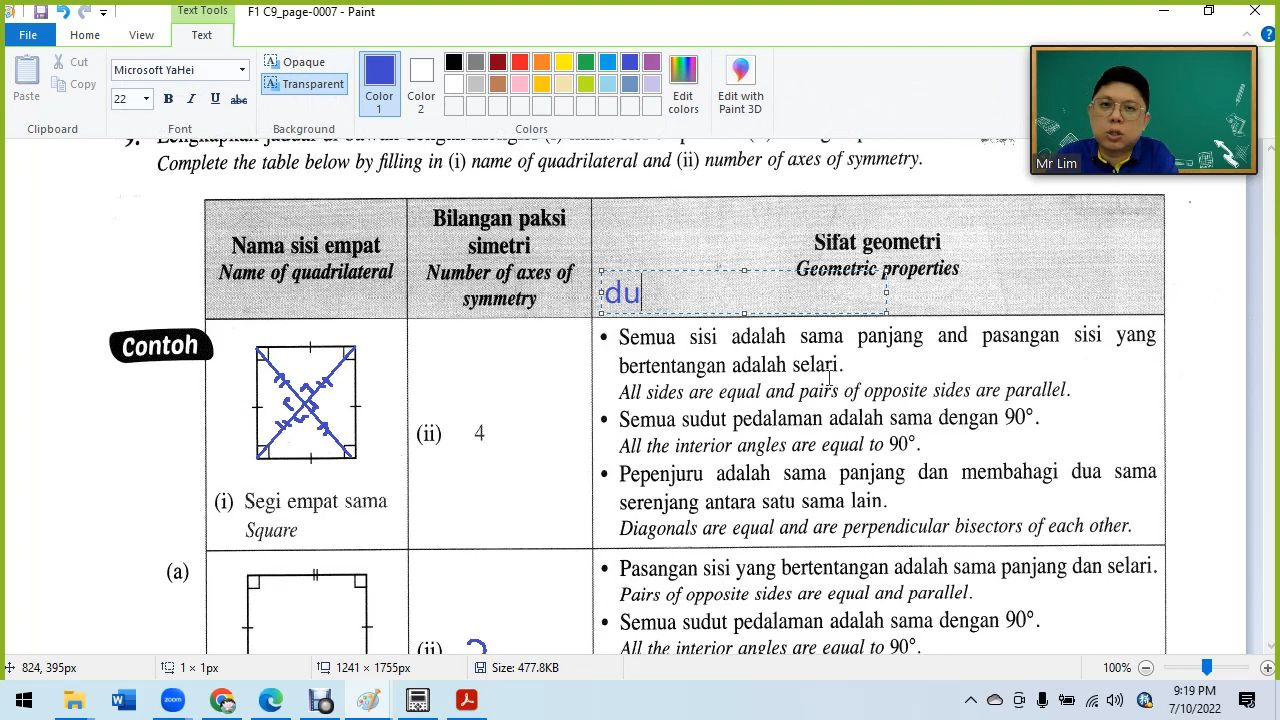 Text Tools
F1 C9_page-0007 - Paint
File
Home
View
Text
Paste
Cut
Copy
Clipboard
Microsoft YaHei
22
B I U abc
Font
Opaque
Transparent
Background
Color 1
Color 2
Colors
Edit colors
Edit with Paint 3D
Mr Lim
9.
Complete the table below by filling in (i) name of quadrilateral and (ii) number of axes of symmetry.
Nama sisi empat
Name of quadrilateral
Bilangan paksi simetri
Number of axes of symmetry
Sifat geometri
Geometric properties
du
Contoh
(i) Segi empat sama
Square
(ii) 4
• Semua sisi adalah sama panjang and pasangan sisi yang
bertentangan adalah selari.
All sides are equal and pairs of opposite sides are parallel.
• Semua sudut pedalaman adalah sama dengan 90°.
All the interior angles are equal to 90°.
• Pepenjuru adalah sama panjang dan membahagi dua sama
serenjang antara satu sama lain.
Diagonals are equal and are perpendicular bisectors of each other.
(a)
(ii)
• Pasangan sisi yang bertentangan adalah sama panjang dan selari.
Pairs of opposite sides are equal and parallel.
• Semua sudut pedalaman adalah sama dengan 90°.
All the interior angles are equal to 90°.
824, 395px
1 × 1px
1241 × 1755px
Size: 477.8KB
100%
zoom
9:19 PM
7/10/2022